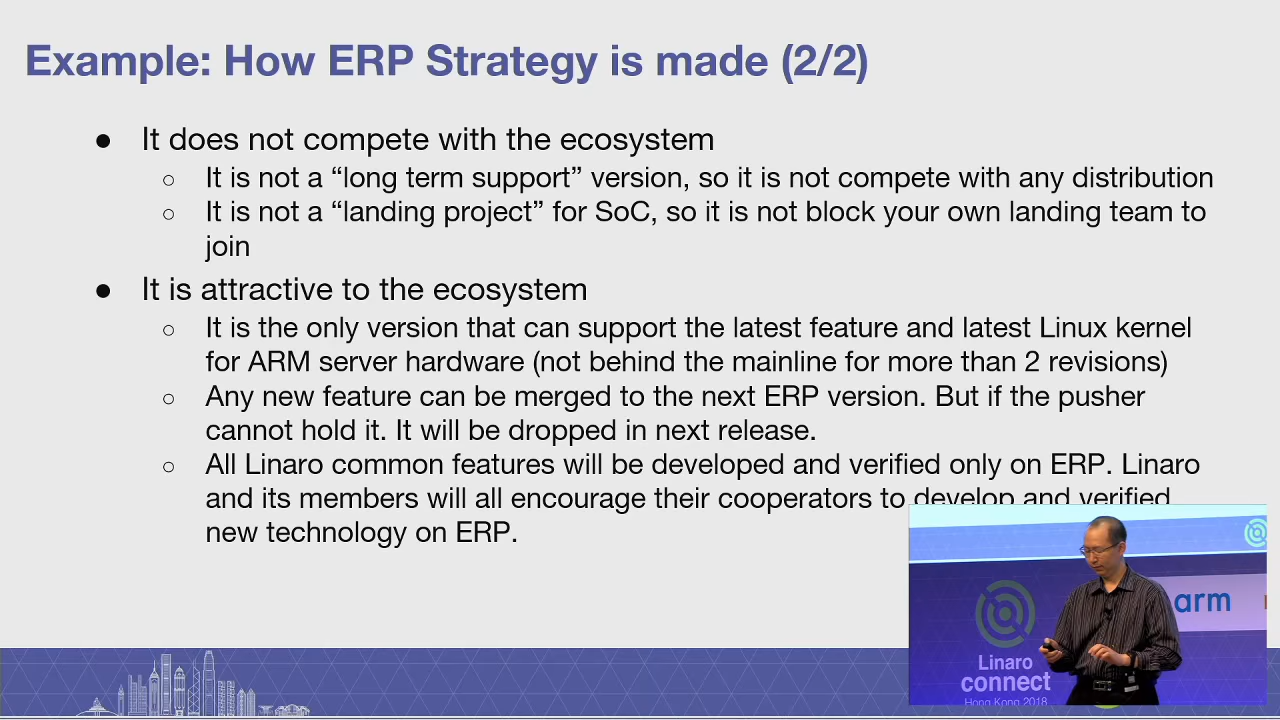 Example: How ERP Strategy is made (2/2)
● It does not compete with the ecosystem
○ It is not a “long term support” version, so it is not compete with any distribution
○ It is not a “landing project” for SoC, so it is not block your own landing team to
join
● It is attractive to the ecosystem
○ It is the only version that can support the latest feature and latest Linux kernel
for ARM server hardware (not behind the mainline for more than 2 revisions)
○ Any new feature can be merged to the next ERP version. But if the pusher
cannot hold it. It will be dropped in next release.
○ All Linaro common features will be developed and verified only on ERP. Linaro
and its members will all encourage their cooperators to develop and verified
new technology on ERP.
arm
Linaro
connect
Hong Kong 2018